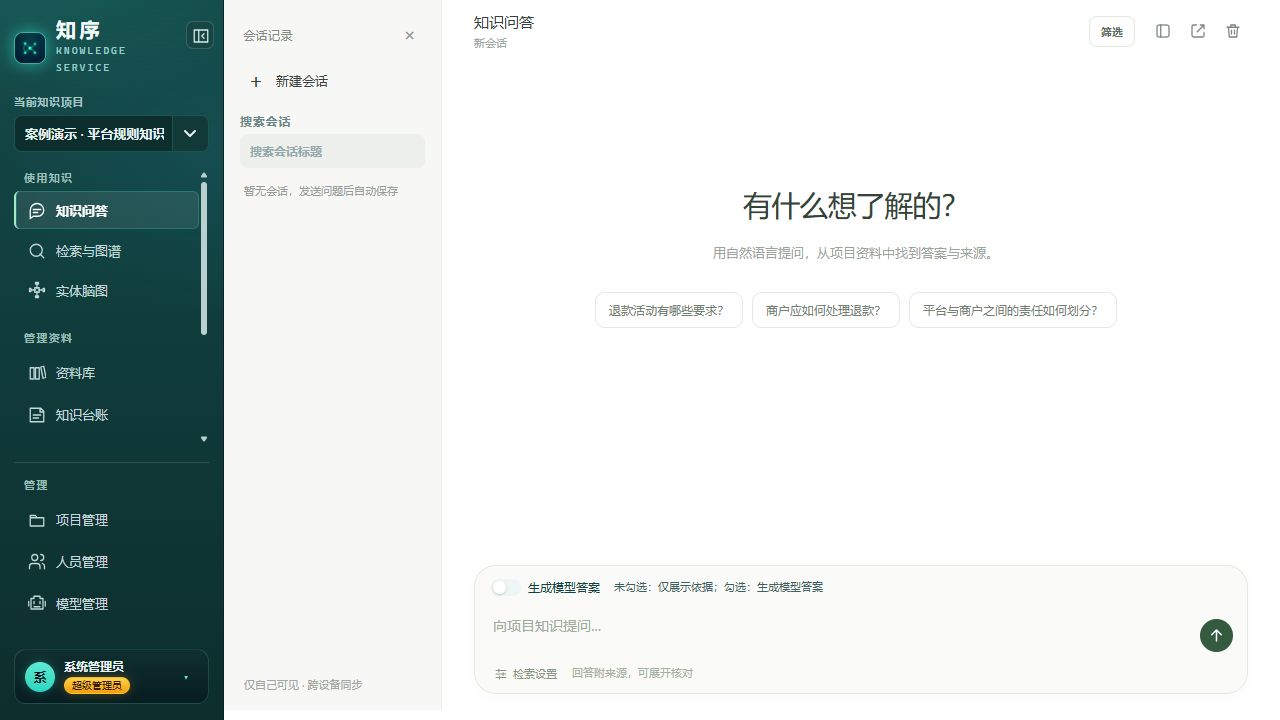 知序
KNOWLEDGE
SERVICE
当前知识项目
案例演示 · 平台规则知识
使用知识
知识问答
检索与图谱
实体脑图
管理资料
资料库
知识台账
管理
项目管理
人员管理
模型管理
系
系统管理员
超级管理员
会话记录
新建会话
搜索会话
搜索会话标题
暂无会话，发送问题后自动保存
仅自己可见 · 跨设备同步
知识问答
新会话
筛选
有什么想了解的？
用自然语言提问，从项目资料中找到答案与来源。
退款活动有哪些要求？
商户应如何处理退款？
平台与商户之间的责任如何划分？
生成模型答案
未勾选：仅展示依据；勾选：生成模型答案
向项目知识提问...
检索设置
回答附来源，可展开核对